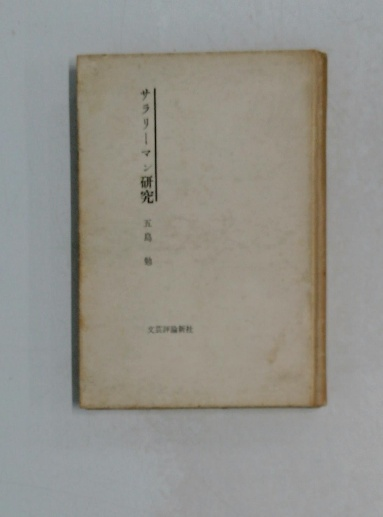 サラリーマン研究
五島 勉
文芸評論新社